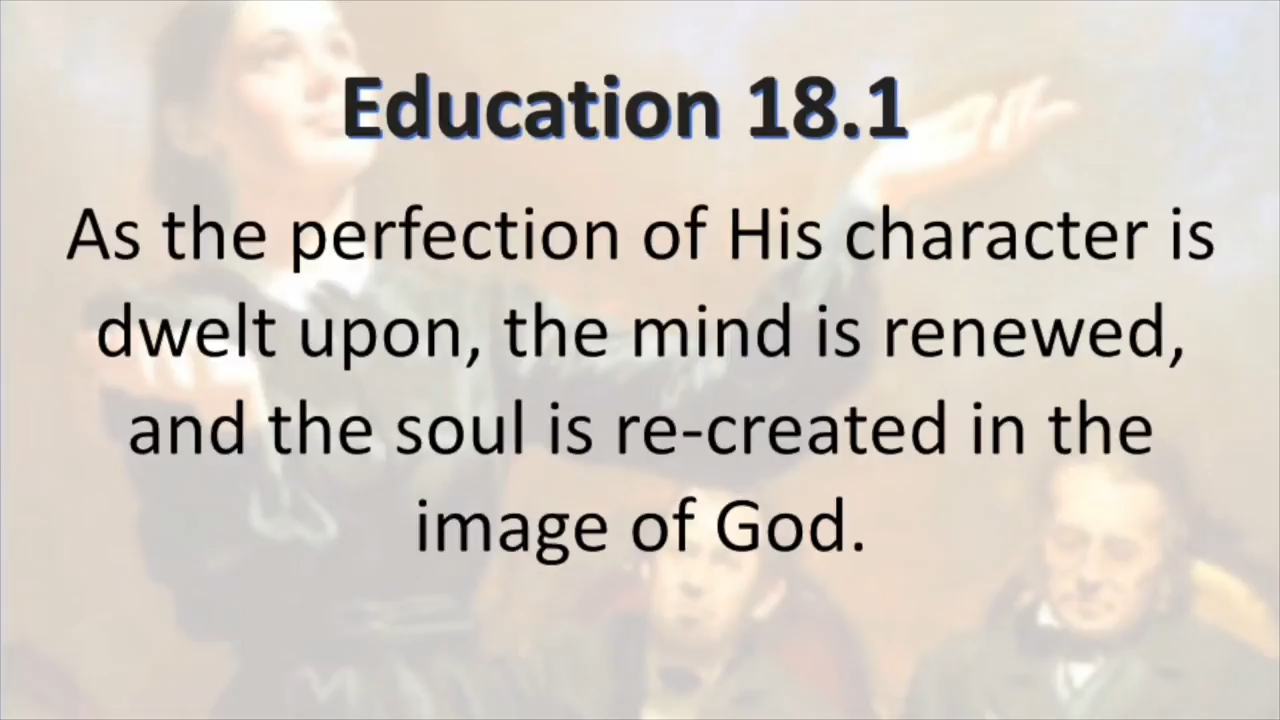 Education 18.1
As the perfection of His character is
dwelt upon, the mind is renewed,
and the soul is re-created in the
image of God.